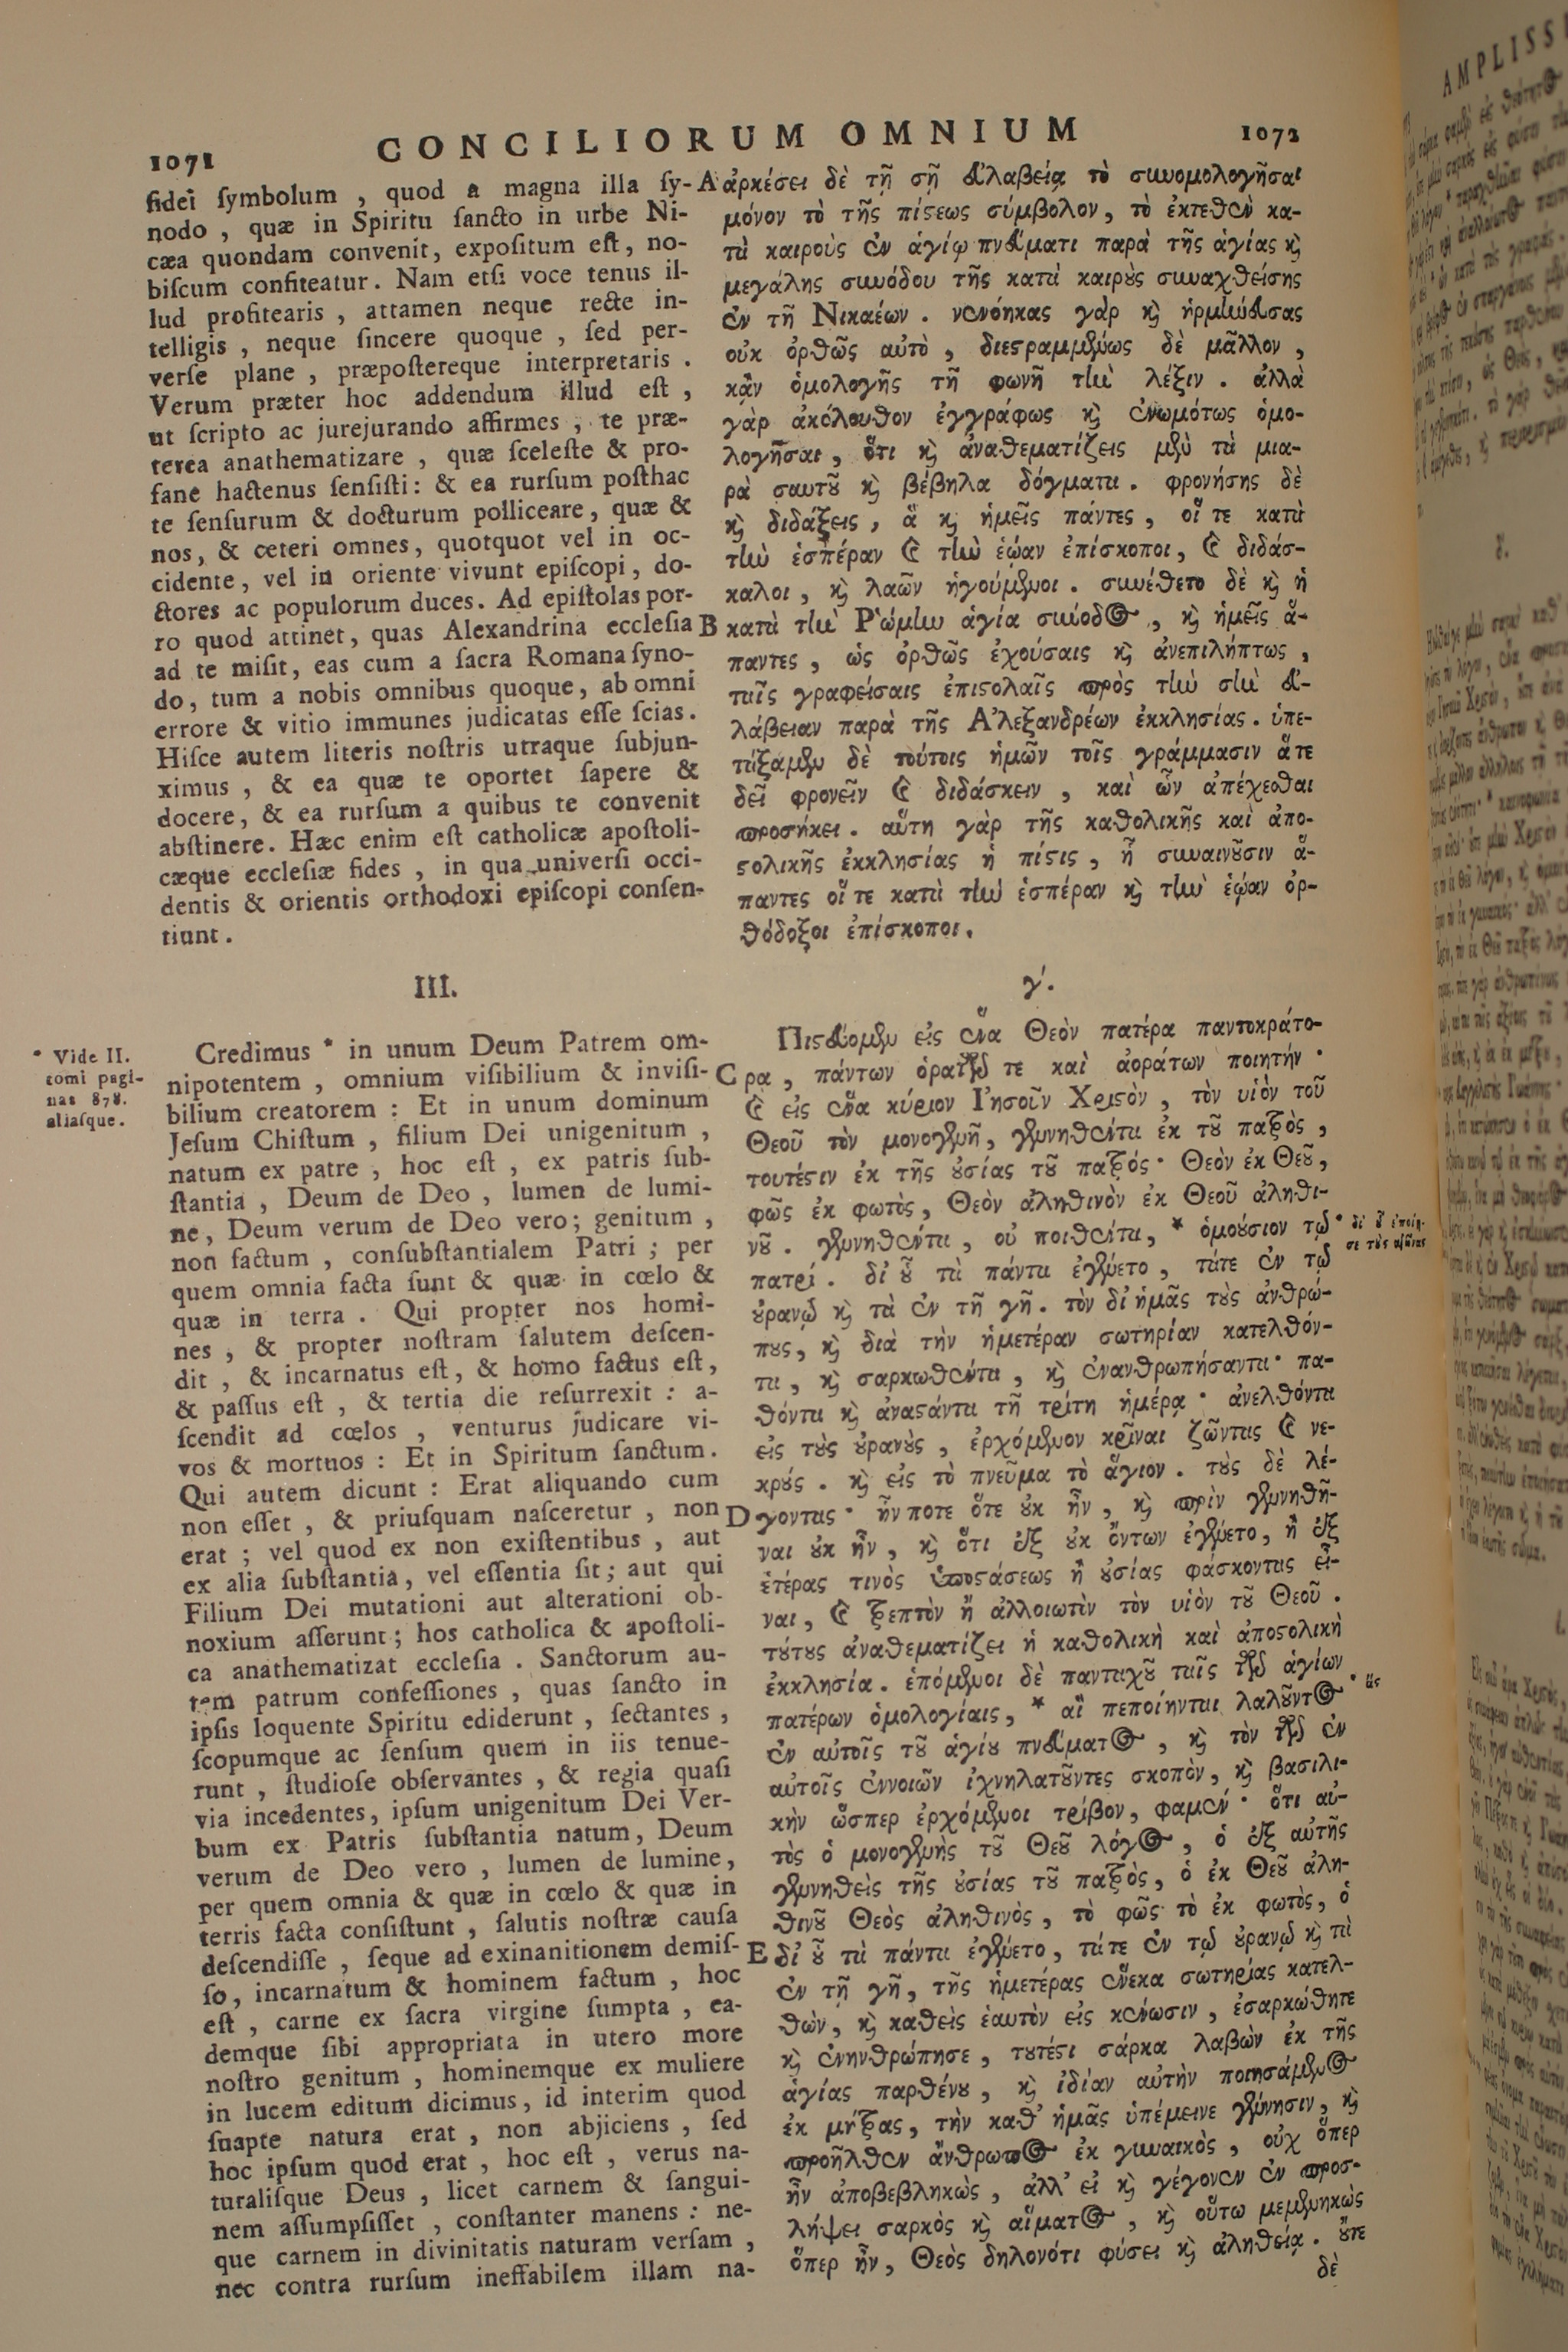 1071
CONCILIORUM OMNIUM
1072
fidei ſymbolum , quod a magna illa ſy-
nodo , quæ in Spiritu ſancto in urbe Ni-
cæa quondam convenit, expoſitum eſt, no-
biſcum confiteatur. Nam etſi voce tenus il-
lud profitearis , attamen neque recte in-
telligis , neque ſincere quoque , ſed per-
verſe plane , præpoſtereque interpretaris .
Verum præter hoc addendum illud eſt ,
ut ſcripto ac jurejurando affirmes , te præ-
terea anathematizare , quæ ſceleſte & pro-
fane hactenus ſenſiſti: & ea rurſum poſthac
te ſenſurum & docturum polliceare, quæ &
nos, & ceteri omnes, quotquot vel in oc-
cidente, vel in oriente vivunt epiſcopi, do-
ctores ac populorum duces. Ad epiſtolas por-
ro quod attinet, quas Alexandrina eccleſia
ad te miſit, eas cum a ſacra Romana ſyno-
do, tum a nobis omnibus quoque, ab omni
errore & vitio immunes judicatas eſſe ſcias.
Hiſce autem literis noſtris utraque ſubjun-
ximus , & ea quæ te oportet ſapere &
docere, & ea rurſum a quibus te convenit
abſtinere. Hæc enim eſt catholicæ apoſtoli-
cæque eccleſiæ fides , in qua univerſi occi-
dentis & orientis orthodoxi epiſcopi conſen-
tiunt .
III.
* Vide II.
tomi pagi-
nas 878.
aliaſque.
Credimus * in unum Deum Patrem om-
nipotentem , omnium viſibilium & inviſi-
bilium creatorem : Et in unum dominum
Jeſum Chiſtum , filium Dei unigenitum ,
natum ex patre , hoc eſt , ex patris ſub-
ſtantia , Deum de Deo , lumen de lumi-
ne, Deum verum de Deo vero; genitum ,
non factum , conſubſtantialem Patri ; per
quem omnia facta ſunt & quæ in cœlo &
quæ in terra . Qui propter nos homi-
nes , & propter noſtram ſalutem deſcen-
dit , & incarnatus eſt, & homo factus eſt,
& paſſus eſt , & tertia die reſurrexit : a-
ſcendit ad cœlos , venturus judicare vi-
vos & mortuos : Et in Spiritum ſanctum.
Qui autem dicunt : Erat aliquando cum
non eſſet , & priuſquam naſceretur , non
erat ; vel quod ex non exiſtentibus , aut
ex alia ſubſtantia, vel eſſentia ſit; aut qui
Filium Dei mutationi aut alterationi ob-
noxium aſſerunt; hos catholica & apoſtoli-
ca anathematizat eccleſia . Sanctorum au-
tem patrum confeſſiones , quas ſancto in
ipſis loquente Spiritu ediderunt , ſectantes ,
ſcopumque ac ſenſum quem in iis tenue-
runt , ſtudioſe obſervantes , & regia quaſi
via incedentes, ipſum unigenitum Dei Ver-
bum ex Patris ſubſtantia natum, Deum
verum de Deo vero , lumen de lumine,
per quem omnia & quæ in cœlo & quæ in
terris facta conſiſtunt , ſalutis noſtræ cauſa
deſcendiſſe , ſeque ad exinanitionem demiſ-
ſo, incarnatum & hominem factum , hoc
eſt , carne ex ſacra virgine ſumpta , ea-
demque ſibi appropriata in utero more
noſtro genitum , hominemque ex muliere
in lucem editum dicimus, id interim quod
ſuapte natura erat , non abjiciens , ſed
hoc ipſum quod erat , hoc eſt , verus na-
turaliſque Deus , licet carnem & ſangui-
nem aſſumpſiſſet , conſtanter manens : ne-
que carnem in divinitatis naturam verſam ,
nec contra rurſum ineffabilem illam na-
A ἀρκέσει δὲ τῇ σῇ εὐλαβείᾳ τὸ συνομολογῆσαι
μόνον τὸ τῆς πίστεως σύμβολον, τὸ ἐκτεθὲν κα-
τὰ καιροὺς ἐν ἁγίῳ πνεύματι παρὰ τῆς ἁγίας καὶ
μεγάλης συνόδου τῆς κατὰ καιροὺς συναχθείσης
ἐν τῇ Νικαέων . νενόηκας γὰρ καὶ ἡρμήνευσας
οὐκ ὀρθῶς αὐτὸ , διεστραμμένως δὲ μᾶλλον ,
κἂν ὁμολογῇς τῇ φωνῇ τὴν λέξιν . ἀλλὰ
γὰρ ἀκόλουθον ἐγγράφως καὶ ἐνωμότως ὁμο-
λογῆσαι, ὅτι καὶ ἀναθεματίζεις μὲν τὰ μια-
ρὰ σαυτοῦ καὶ βέβηλα δόγματα . φρονήσῃς δὲ
καὶ διδάξεις , ἃ καὶ ἡμεῖς πάντες , οἵ τε κατὰ
τὴν ἑσπέραν καὶ τὴν ἑῴαν ἐπίσκοποι, καὶ διδάσ-
καλοι , καὶ λαῶν ἡγούμενοι . συνέθετο δὲ καὶ ἡ
B κατὰ τὴν Ῥώμην ἁγία σύνοδος , καὶ ἡμεῖς ἅ-
παντες , ὡς ὀρθῶς ἐχούσαις καὶ ἀνεπιλήπτως ,
ταῖς γραφείσαις ἐπιστολαῖς πρὸς τὴν σὴν εὐ-
λάβειαν παρὰ τῆς Ἀλεξανδρέων ἐκκλησίας . ὑπε-
τάξαμεν δὲ τούτοις ἡμῶν τοῖς γράμμασιν ἅτε
δεῖ φρονεῖν καὶ διδάσκειν , καὶ ὧν ἀπέχεσθαι
προσήκει . αὕτη γὰρ τῆς καθολικῆς καὶ ἀπο-
στολικῆς ἐκκλησίας ἡ πίστις , ᾗ συναινοῦσιν ἅ-
παντες οἵ τε κατὰ τὴν ἑσπέραν καὶ τὴν ἑῴαν ὀρ-
θόδοξοι ἐπίσκοποι.
γ΄.
Πιστεύομεν εἰς ἕνα Θεὸν πατέρα παντοκράτο-
C ρα , πάντων ὁρατῶν τε καὶ ἀοράτων ποιητήν ·
καὶ εἰς ἕνα κύριον Ἰησοῦν Χριστὸν , τὸν υἱὸν τοῦ
Θεοῦ τὸν μονογενῆ, γεννηθέντα ἐκ τοῦ πατρὸς ,
τουτέστιν ἐκ τῆς οὐσίας τοῦ πατρός · Θεὸν ἐκ Θεοῦ,
φῶς ἐκ φωτὸς , Θεὸν ἀληθινὸν ἐκ Θεοῦ ἀληθι-
νοῦ . γεννηθέντα , οὐ ποιθέντα, * ὁμούσιον τῷ
πατρί . δι' οὗ τὰ πάντα ἐγένετο , τάτε ἐν τῷ
οὐρανῷ καὶ τὰ ἐν τῇ γῇ . τὸν δι' ἡμᾶς τοὺς ἀνθρώ-
πους, καὶ διὰ τὴν ἡμετέραν σωτηρίαν κατελθόν-
τα , καὶ σαρκωθέντα , καὶ ἐνανθρωπήσαντα · πα-
θόντα καὶ ἀναστάντα τῇ τρίτῃ ἡμέρᾳ · ἀνελθόντα
εἰς τοὺς οὐρανοὺς , ἐρχόμενον κρῖναι ζῶντας καὶ νε-
κρούς . καὶ εἰς τὸ πνεῦμα τὸ ἅγιον . τοὺς δὲ λέ-
D γοντας · ἦν ποτε ὅτε οὐκ ἦν , καὶ πρὶν γεννηθῆ-
ναι οὐκ ἦν , καὶ ὅτι ἐξ οὐκ ὄντων ἐγένετο, ἢ ἐξ
ἑτέρας τινὸς ὑποστάσεως ἢ οὐσίας φάσκοντας εἶ-
ναι, καὶ τρεπτὸν ἢ ἀλλοιωτὸν τὸν υἱὸν τοῦ Θεοῦ .
τούτους ἀναθεματίζει ἡ καθολικὴ καὶ ἀποστολικὴ
ἐκκλησία . ἑπόμενοι δὲ πανταχοῦ ταῖς τῶν ἁγίων
πατέρων ὁμολογίαις, * αἳ πεποίηνται λαλοῦντος
ἐν αὐτοῖς τοῦ ἁγίου πνεύματος , καὶ τὸν τῶν ἐν
αὐτοῖς ἐννοιῶν ἰχνηλατοῦντες σκοπὸν , καὶ βασιλι-
κὴν ὥσπερ ἐρχόμενοι τρίβον, φαμέν · ὅτι αὐ-
τὸς ὁ μονογενὴς τοῦ Θεοῦ λόγος , ὁ ἐξ αὐτῆς
γεννηθεὶς τῆς οὐσίας τοῦ πατρὸς , ὁ ἐκ Θεοῦ ἀλη-
θινοῦ Θεὸς ἀληθινὸς , τὸ φῶς τὸ ἐκ φωτὸς, ὁ
E δι' οὗ τὰ πάντα ἐγένετο , τάτε ἐν τῷ οὐρανῷ καὶ τὰ
ἐν τῇ γῇ , τῆς ἡμετέρας ἕνεκα σωτηρίας κατελ-
θὼν, καὶ καθεὶς ἑαυτὸν εἰς κένωσιν , ἐσαρκώθητε
καὶ ἐνηνθρώπησε , τουτέστι σάρκα λαβὼν ἐκ τῆς
ἁγίας παρθένου , καὶ ἰδίαν αὐτὴν ποιησάμενος
ἐκ μήτρας , τὴν καθ' ἡμᾶς ὑπέμεινε γέννησιν , καὶ
προῆλθεν ἄνθρωπος ἐκ γυναικὸς , οὐχ ὅπερ
ἦν ἀποβεβληκὼς , ἀλλ' εἰ καὶ γέγονεν ἐν προσ-
λήψει σαρκὸς καὶ αἵματος , καὶ οὕτω μεμενηκὼς
ὅπερ ἦν , Θεὸς δηλονότι φύσει καὶ ἀληθείᾳ . οὔτε
δὲ
* δι' οὗ ἐποίη-
σε τοὺς αἰῶνας
* ἃς
AMPLISSI